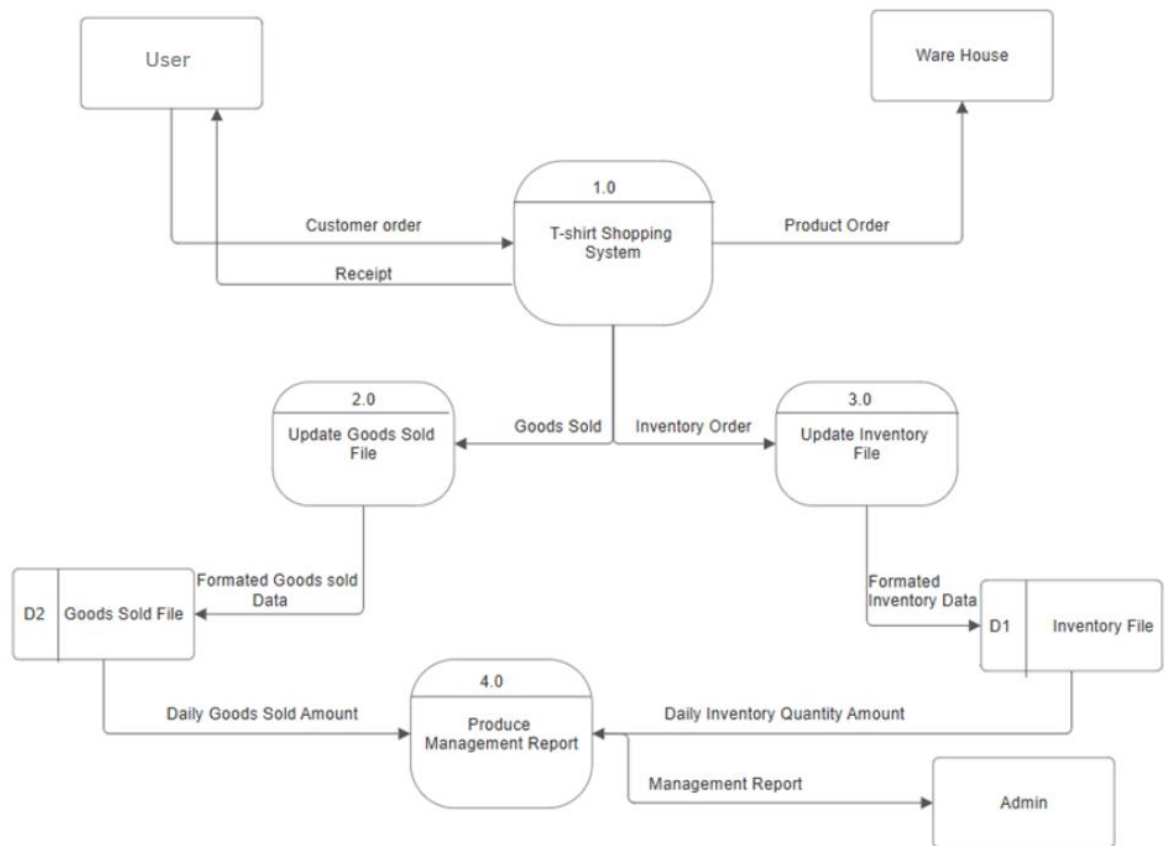 User
Ware House
1.0
T-shirt Shopping
System
Customer order
Product Order
Receipt
2.0
Update Goods Sold
File
Goods Sold
Inventory Order
3.0
Update Inventory
File
Formated Goods sold
Data
Formated
Inventory Data
D2
Goods Sold File
D1
Inventory File
4.0
Produce
Management Report
Daily Goods Sold Amount
Daily Inventory Quantity Amount
Management Report
Admin